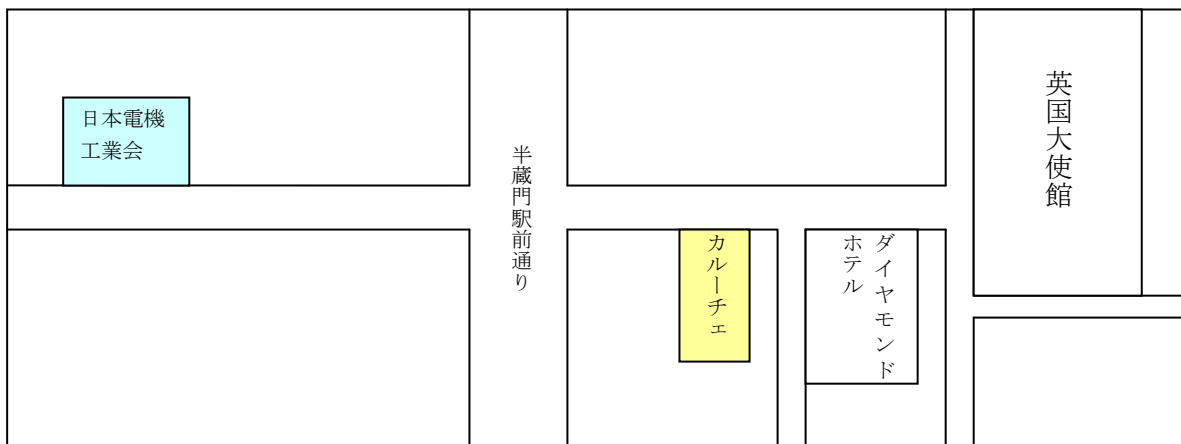 日本電機
工業会
半蔵門駅前通り
カルーチェ
ダイヤモンド
ホテル
英国大使館